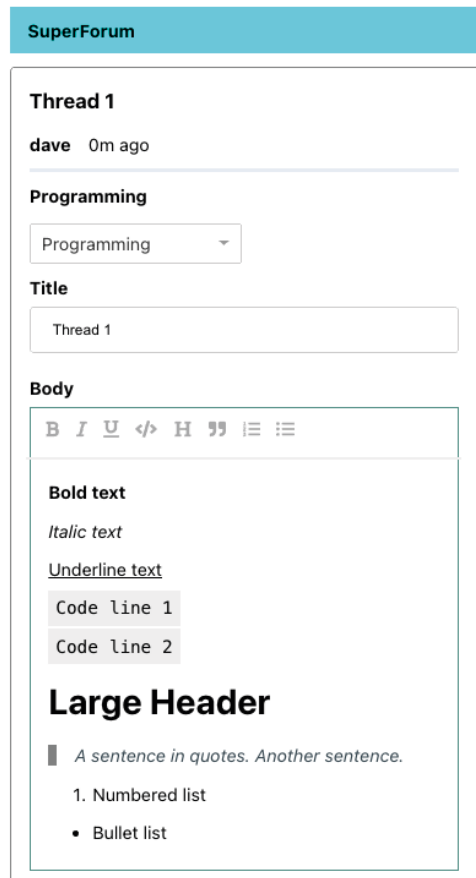 SuperForum
Thread 1
dave 0m ago
Programming
Programming
Title
Thread 1
Body
B I U </> H ”
Bold text
Italic text
Underline text
Code line 1
Code line 2
Large Header
A sentence in quotes. Another sentence.
1. Numbered list
• Bullet list